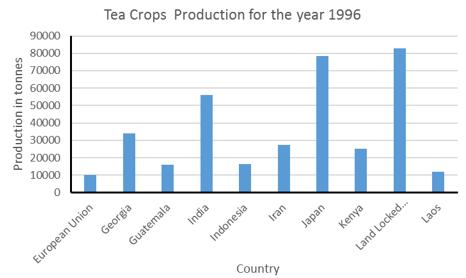 Tea Crops  Production for the year 1996
Production in tonnes
90000
80000
70000
60000
50000
40000
30000
20000
10000
0
European Union
Georgia
Guatemala
India
Indonesia
Iran
Japan
Kenya
Land Locked...
Laos
Country